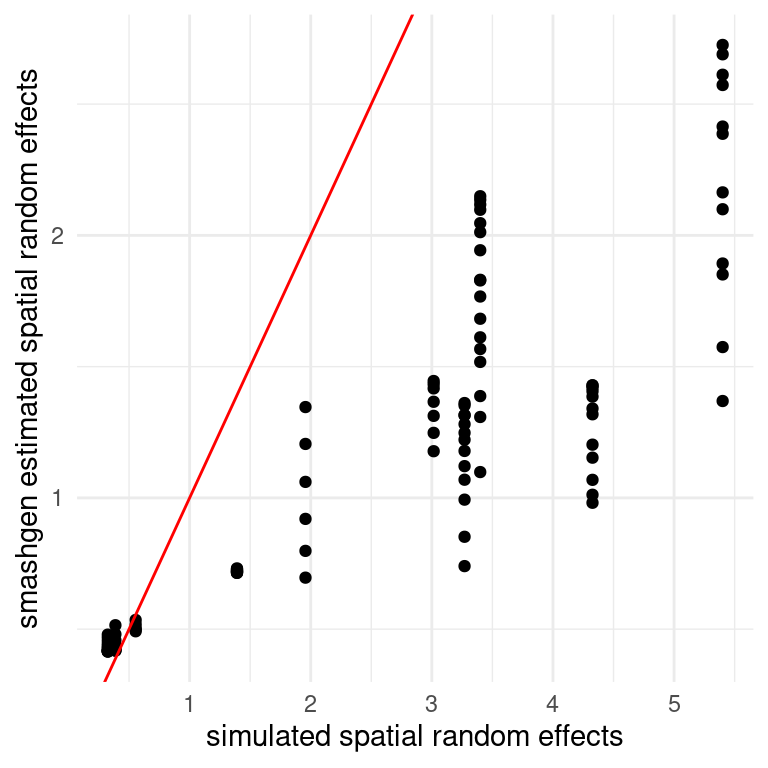 smashgen estimated spatial random effects
2
1
1 2 3 4 5
simulated spatial random effects